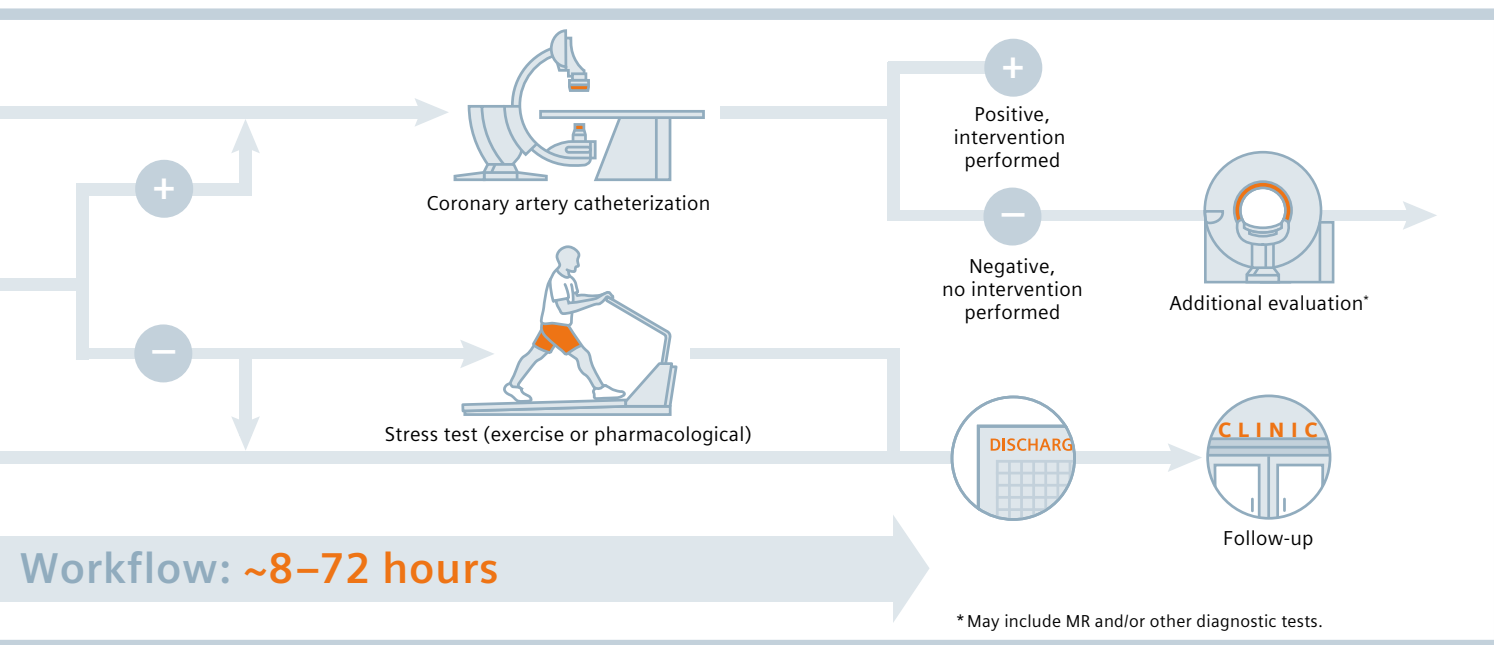 +
Positive,
intervention
performed
+
Coronary artery catheterization
−
Negative,
no intervention
performed
Additional evaluation*
−
Stress test (exercise or pharmacological)
DISCHARG
CLINIC
Follow-up
Workflow: ~8–72 hours
* May include MR and/or other diagnostic tests.